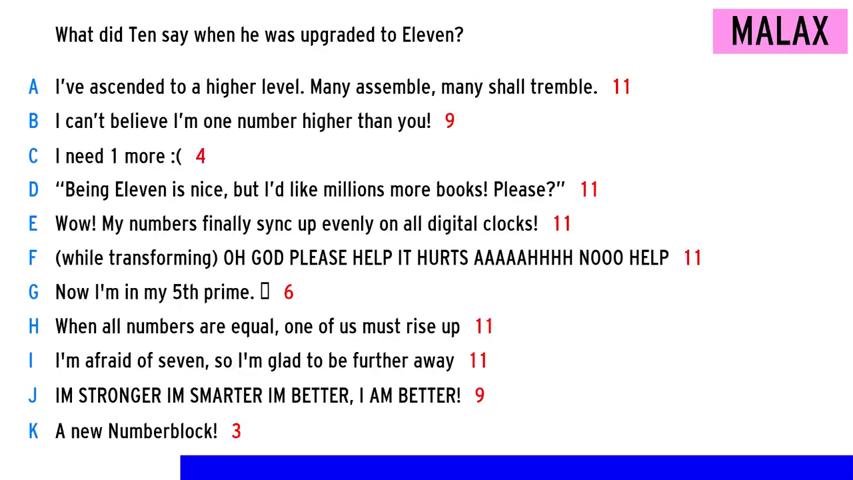 What did Ten say when he was upgraded to Eleven?
MALAX
A I've ascended to a higher level. Many assemble, many shall tremble. 11
B I can't believe I'm one number higher than you! 9
C I need 1 more :( 4
D “Being Eleven is nice, but I'd like millions more books! Please?” 11
E Wow! My numbers finally sync up evenly on all digital clocks! 11
F (while transforming) OH GOD PLEASE HELP IT HURTS AAAAAHHHH NOOO HELP 11
G Now I'm in my 5th prime. ▯ 6
H When all numbers are equal, one of us must rise up 11
I I'm afraid of seven, so I'm glad to be further away 11
J IM STRONGER IM SMARTER IM BETTER, I AM BETTER! 9
K A new Numberblock! 3